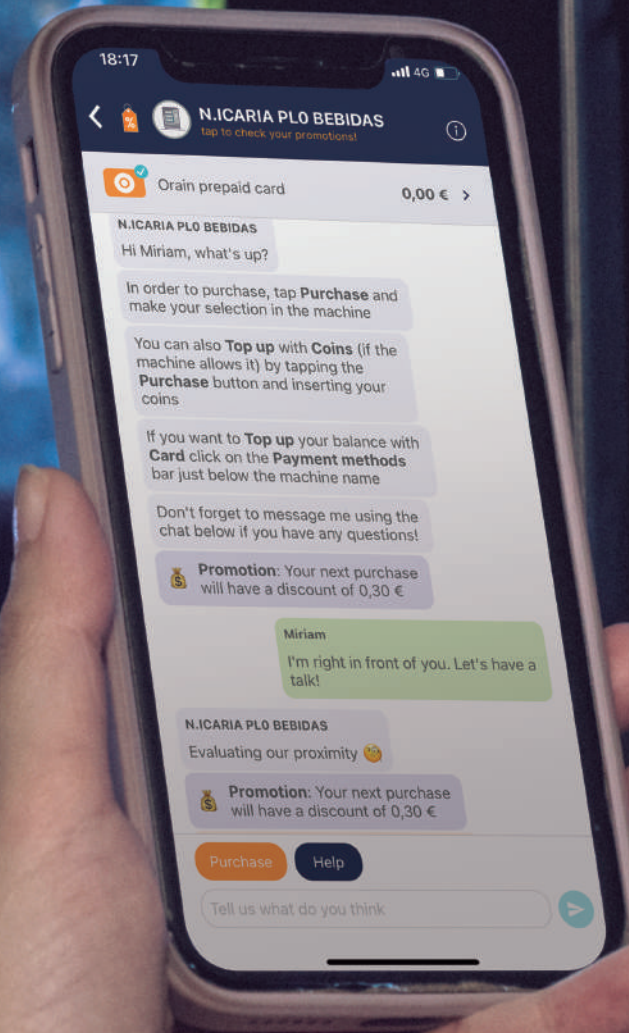 18:17
4G
%
N.ICARIA PL0 BEBIDAS
tap to check your promotions!
Orain prepaid card
0,00 €
N.ICARIA PL0 BEBIDAS
Hi Miriam, what's up?
In order to purchase, tap Purchase and
make your selection in the machine
You can also Top up with Coins (if the
machine allows it) by tapping the
Purchase button and inserting your
coins
If you want to Top up your balance with
Card click on the Payment methods
bar just below the machine name
Don't forget to message me using the
chat below if you have any questions!
Promotion: Your next purchase
will have a discount of 0,30 €
Miriam
I'm right in front of you. Let's have a
talk!
N.ICARIA PL0 BEBIDAS
Evaluating our proximity
Promotion: Your next purchase
will have a discount of 0,30 €
Purchase
Help
Tell us what do you think